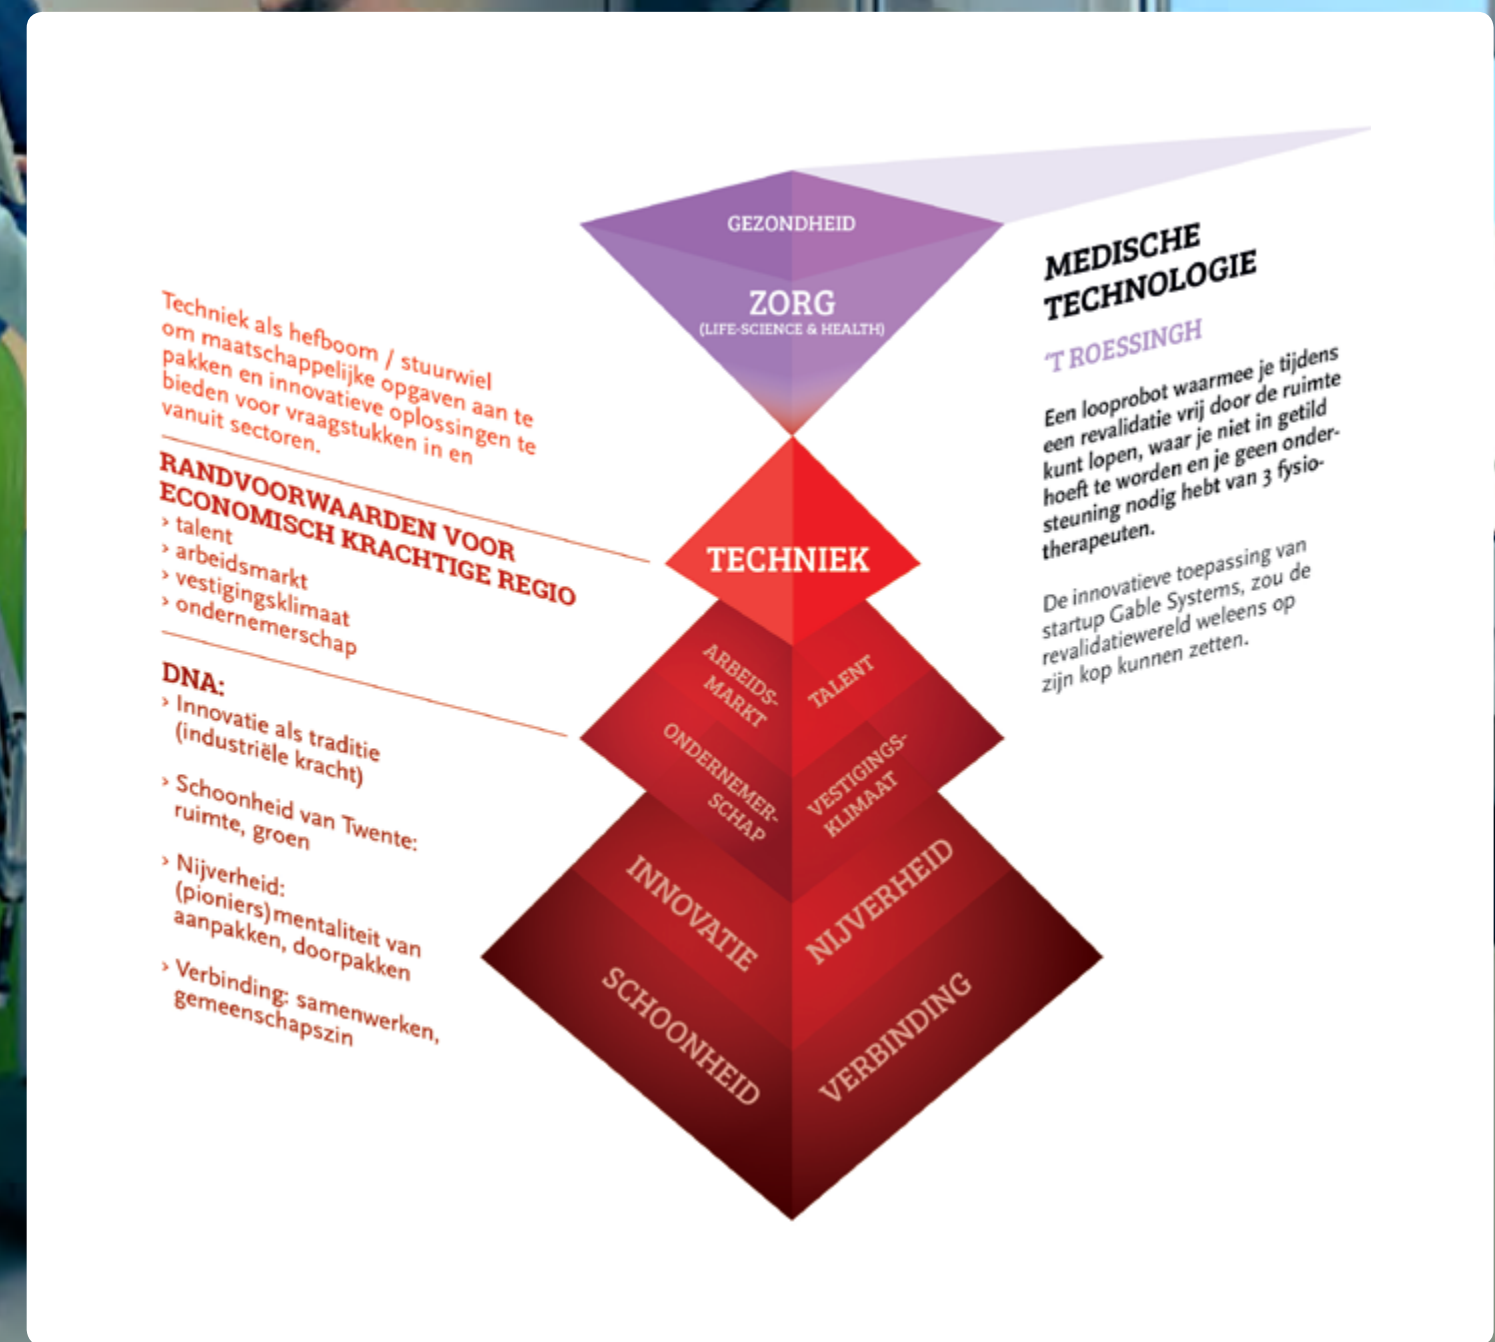 GEZONDHEID
ZORG
(LIFE-SCIENCE & HEALTH)
TECHNIEK
ARBEIDS-
MARKT
TALENT
ONDERNEMER-
SCHAP
VESTIGINGS-
KLIMAAT
INNOVATIE
NIJVERHEID
SCHOONHEID
VERBINDING
Techniek als hefboom / stuurwiel
om maatschappelijke opgaven aan te
pakken en innovatieve oplossingen te
bieden voor vraagstukken in en
vanuit sectoren.
RANDVOORWAARDEN VOOR
ECONOMISCH KRACHTIGE REGIO
› talent
› arbeidsmarkt
› vestigingsklimaat
› ondernemerschap
DNA:
› Innovatie als traditie
(industriële kracht)
› Schoonheid van Twente:
ruimte, groen
› Nijverheid:
(pioniers)mentaliteit van
aanpakken, doorpakken
› Verbinding: samenwerken,
gemeenschapszin
MEDISCHE
TECHNOLOGIE
'T ROESSINGH
Een looprobot waarmee je tijdens
een revalidatie vrij door de ruimte
kunt lopen, waar je niet in getild
hoeft te worden en je geen onder-
steuning nodig hebt van 3 fysio-
therapeuten.
De innovatieve toepassing van
startup Gable Systems, zou de
revalidatiewereld weleens op
zijn kop kunnen zetten.